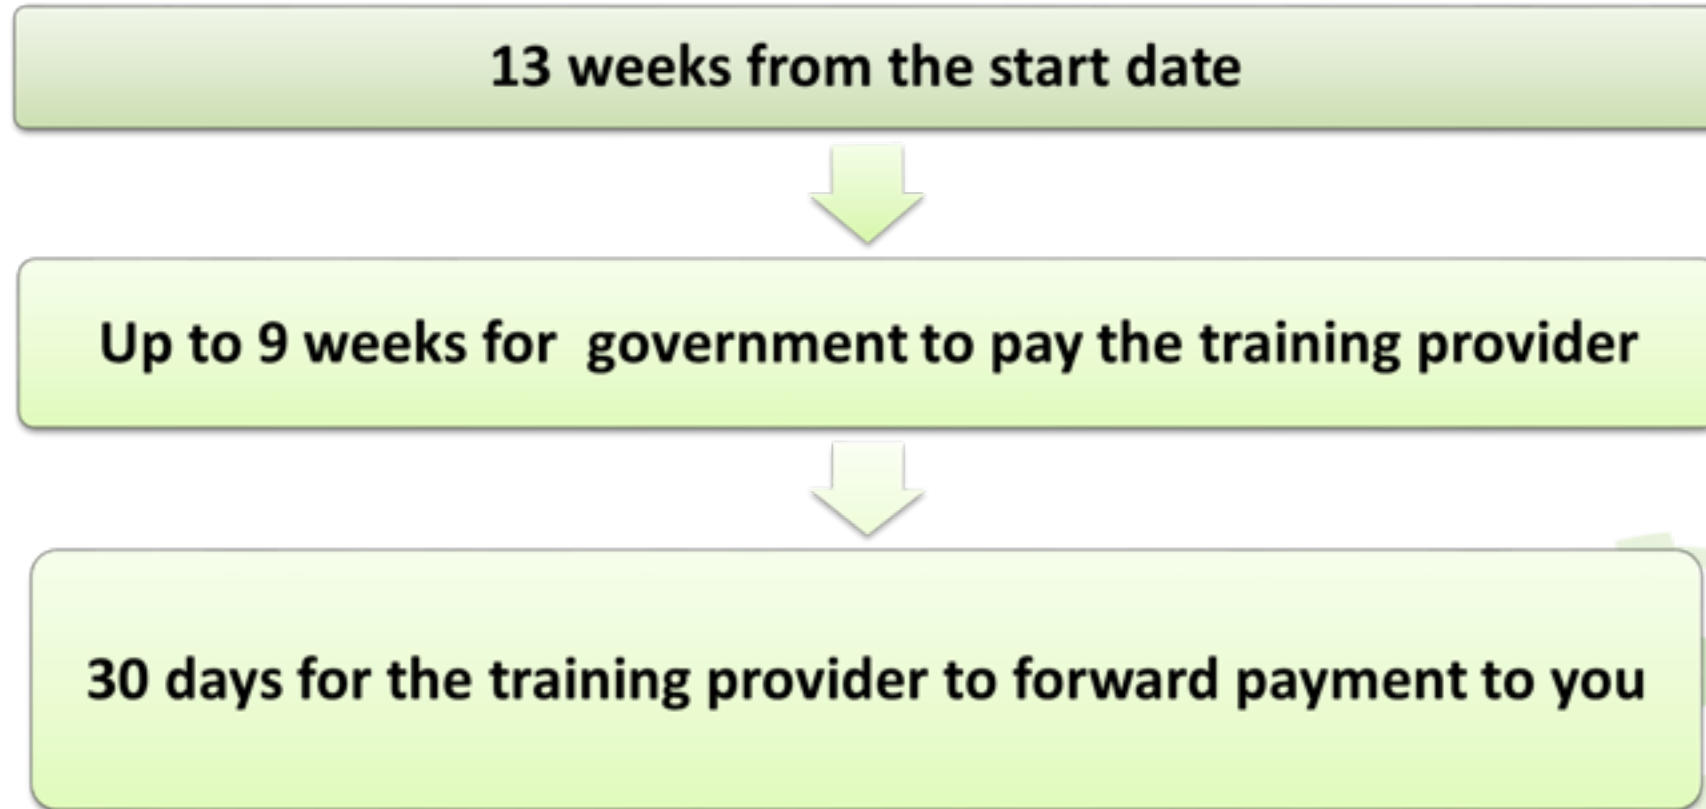 13 weeks from the start date
Up to 9 weeks for  government to pay the training provider
30 days for the training provider to forward payment to you